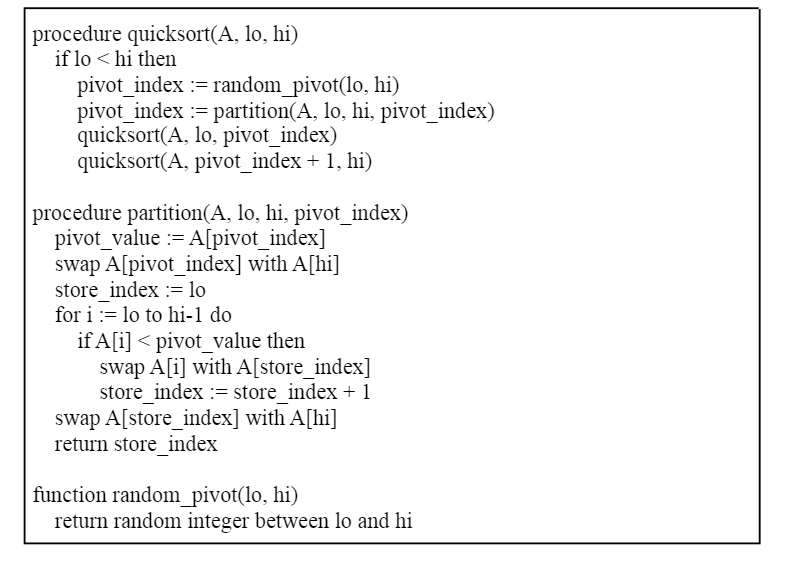 procedure quicksort(A, lo, hi)
if lo < hi then
pivot_index := random_pivot(lo, hi)
pivot_index := partition(A, lo, hi, pivot_index)
quicksort(A, lo, pivot_index)
quicksort(A, pivot_index + 1, hi)
procedure partition(A, lo, hi, pivot_index)
pivot_value := A[pivot_index]
swap A[pivot_index] with A[hi]
store_index := lo
for i := lo to hi-1 do
if A[i] < pivot_value then
swap A[i] with A[store_index]
store_index := store_index + 1
swap A[store_index] with A[hi]
return store_index
function random_pivot(lo, hi)
return random integer between lo and hi